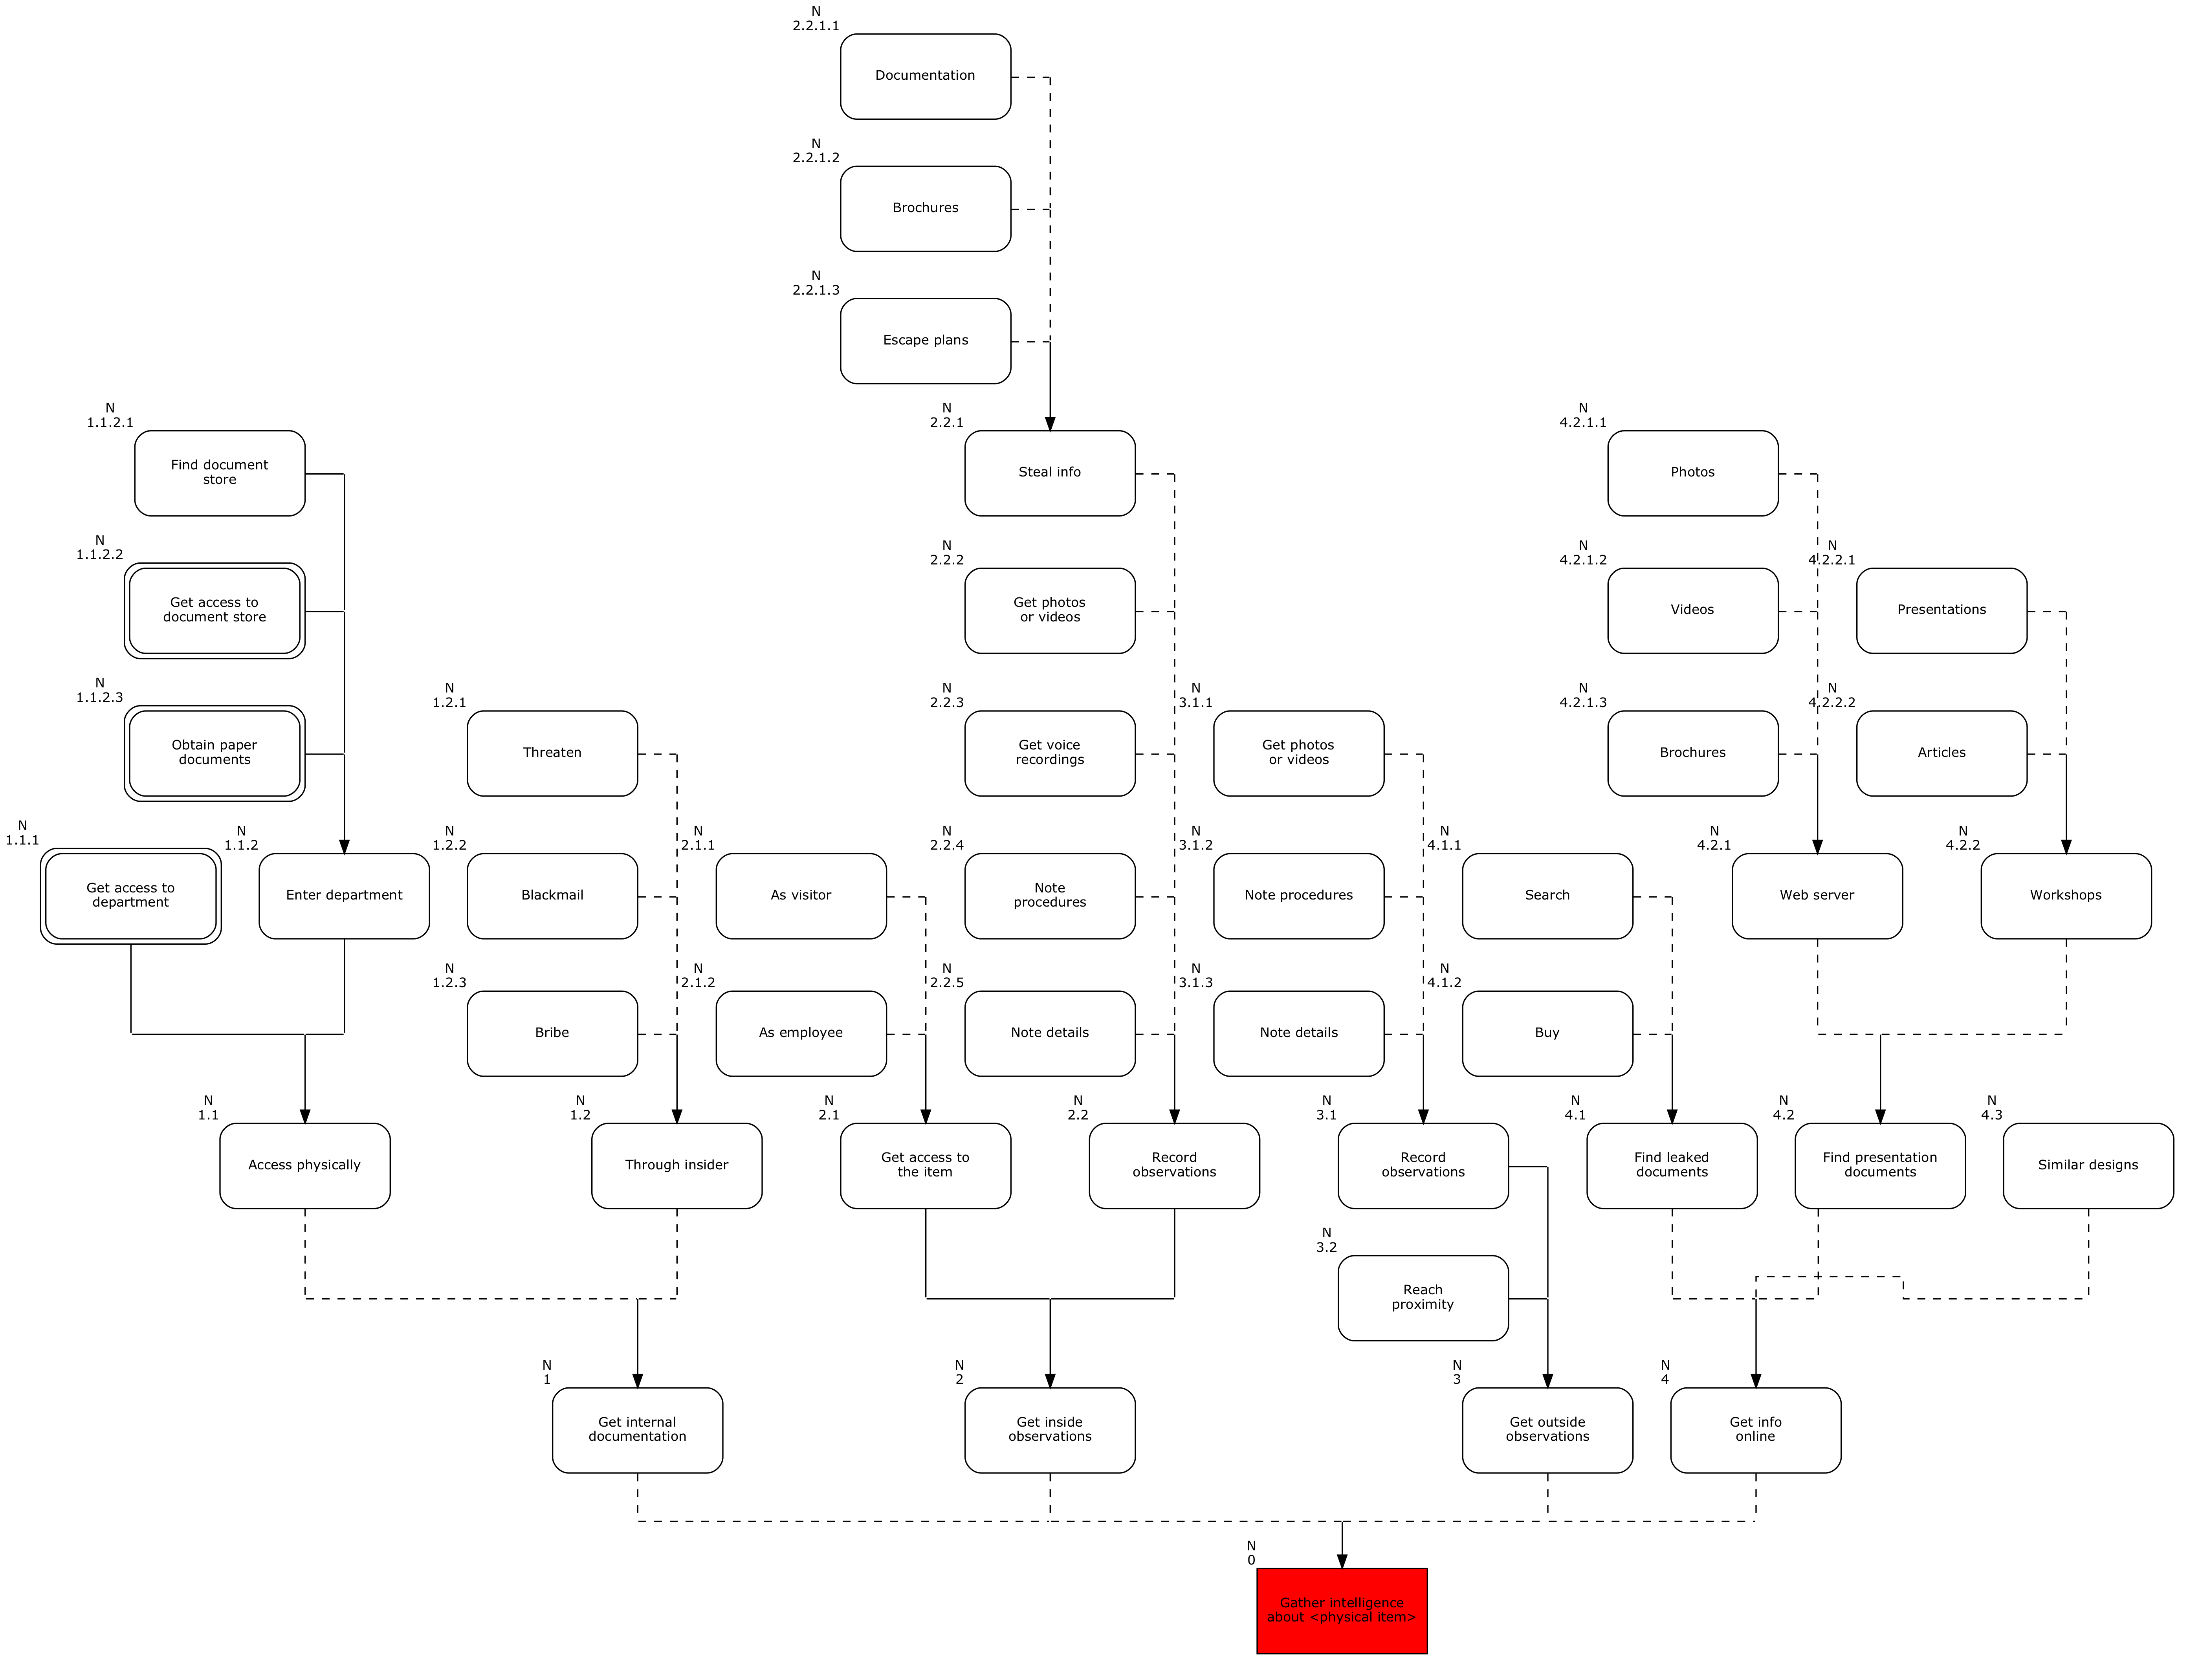 N
2.2.1.1
Documentation
N
2.2.1.2
Brochures
N
2.2.1.3
Escape plans
N
1.1.2.1
Find document
store
N
2.2.1
Steal info
N
4.2.1.1
Photos
N
1.1.2.2
Get access to
document store
N
2.2.2
Get photos
or videos
N
4.2.1.2
Videos
N
4.2.2.1
Presentations
N
1.1.2.3
Obtain paper
documents
N
1.2.1
Threaten
N
2.2.3
Get voice
recordings
N
3.1.1
Get photos
or videos
N
4.2.1.3
Brochures
N
4.2.2.2
Articles
N
1.1.1
Get access to
department
N
1.1.2
Enter department
N
1.2.2
Blackmail
N
2.1.1
As visitor
N
2.2.4
Note
procedures
N
3.1.2
Note procedures
N
4.1.1
Search
N
4.2.1
Web server
N
4.2.2
Workshops
N
1.2.3
Bribe
N
2.1.2
As employee
N
2.2.5
Note details
N
3.1.3
Note details
N
4.1.2
Buy
N
1.1
Access physically
N
1.2
Through insider
N
2.1
Get access to
the item
N
2.2
Record
observations
N
3.1
Record
observations
N
4.1
Find leaked
documents
N
4.2
Find presentation
documents
N
4.3
Similar designs
N
3.2
Reach
proximity
N
1
Get internal
documentation
N
2
Get inside
observations
N
3
Get outside
observations
N
4
Get info
online
N
0
Gather intelligence
about <physical item>